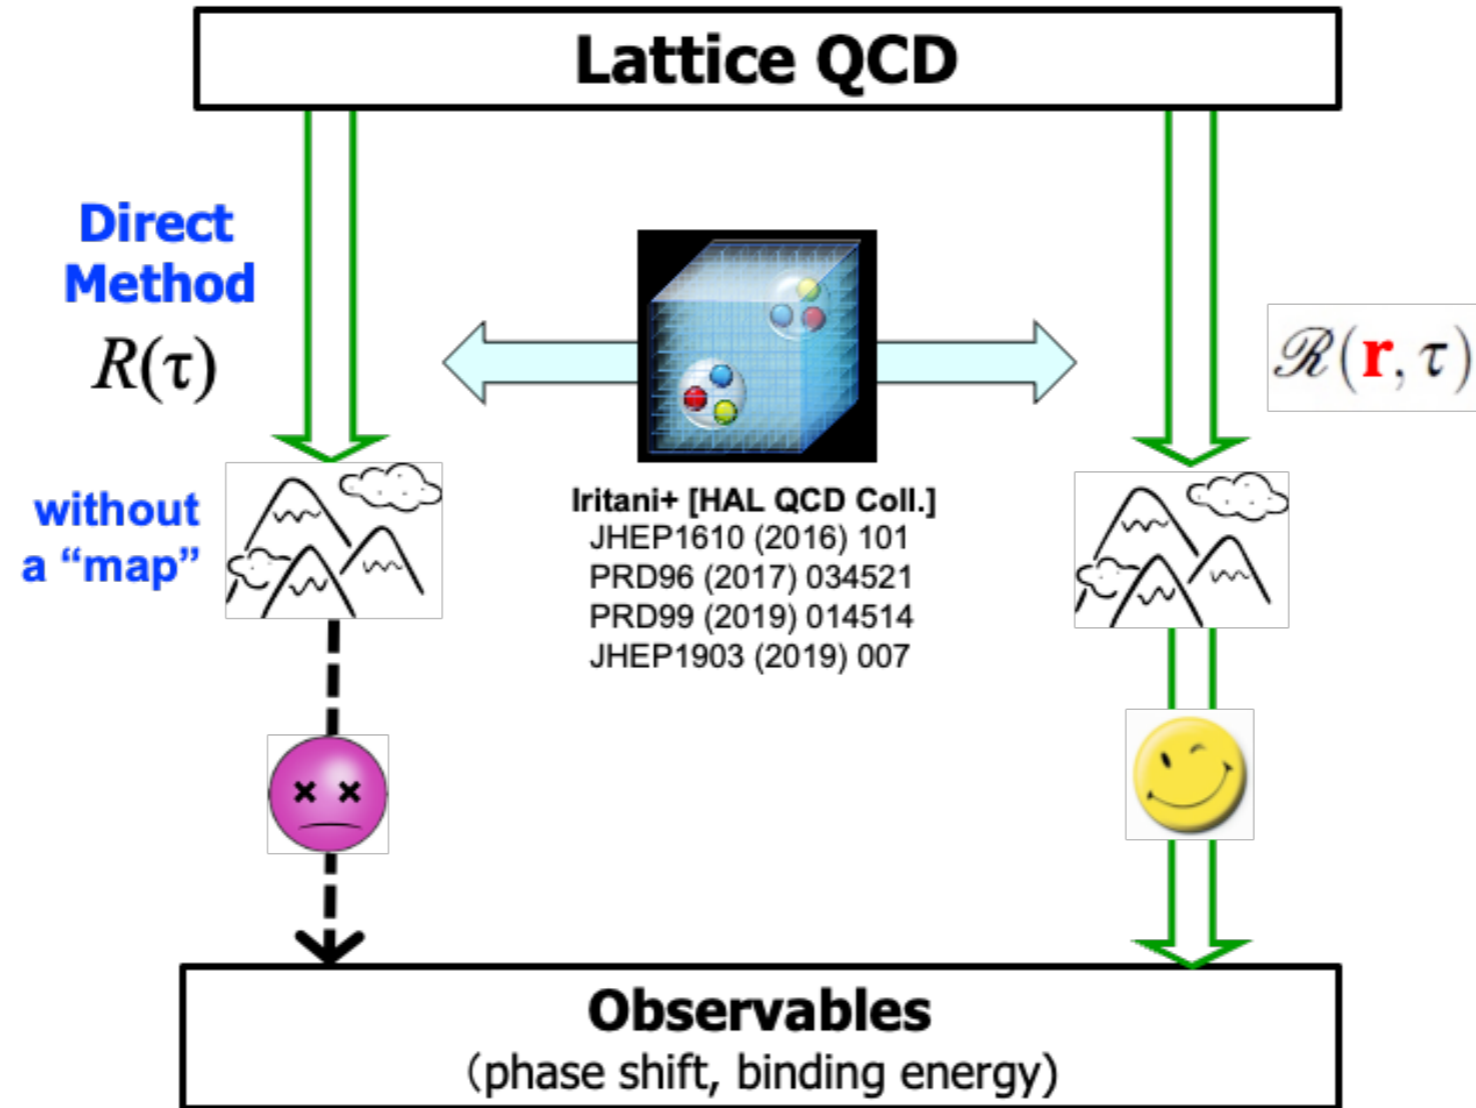 Lattice QCD
Direct
Method
R(τ)
ℛ(r, τ)
without
a “map”
Iritani+ [HAL QCD Coll.]
JHEP1610 (2016) 101
PRD96 (2017) 034521
PRD99 (2019) 014514
JHEP1903 (2019) 007
Observables
(phase shift, binding energy)